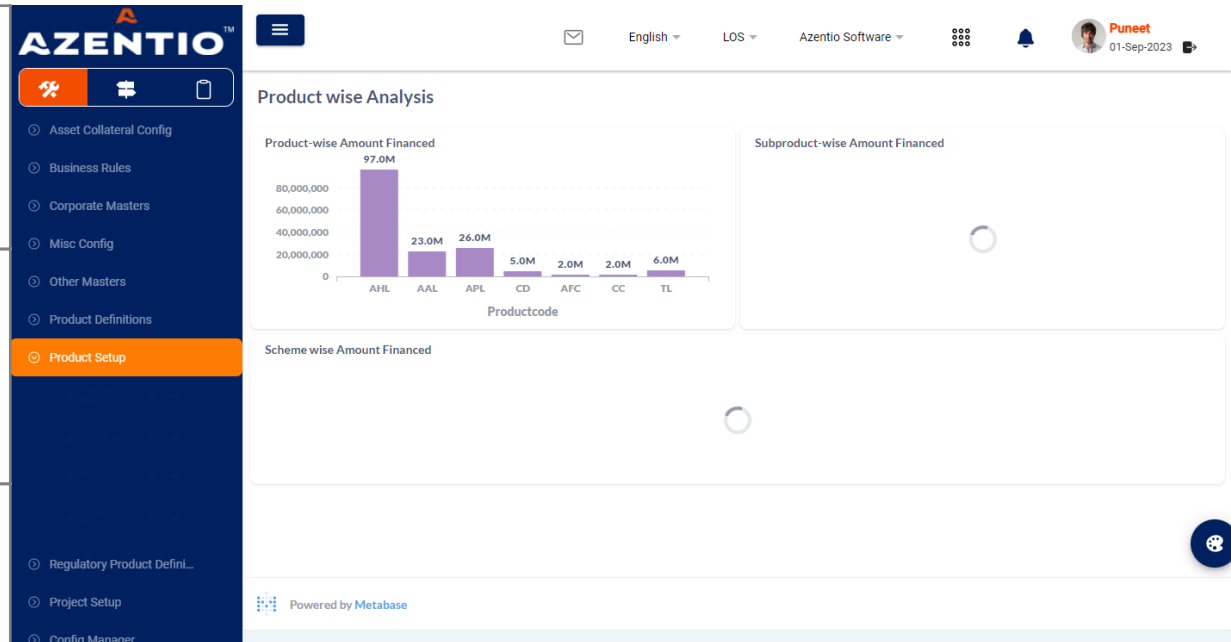 AZENTIO™
English
LOS
Azentio Software
Puneet
01-Sep-2023
Asset Collateral Config
Business Rules
Corporate Masters
Misc Config
Other Masters
Product Definitions
Product Setup
Regulatory Product Defini...
Project Setup
Config Manager
Product wise Analysis
Product-wise Amount Financed
97.0M
80,000,000
60,000,000
40,000,000
20,000,000
0
23.0M
26.0M
5.0M
2.0M
2.0M
6.0M
AHL
AAL
APL
CD
AFC
CC
TL
Productcode
Subproduct-wise Amount Financed
Scheme wise Amount Financed
Powered by Metabase